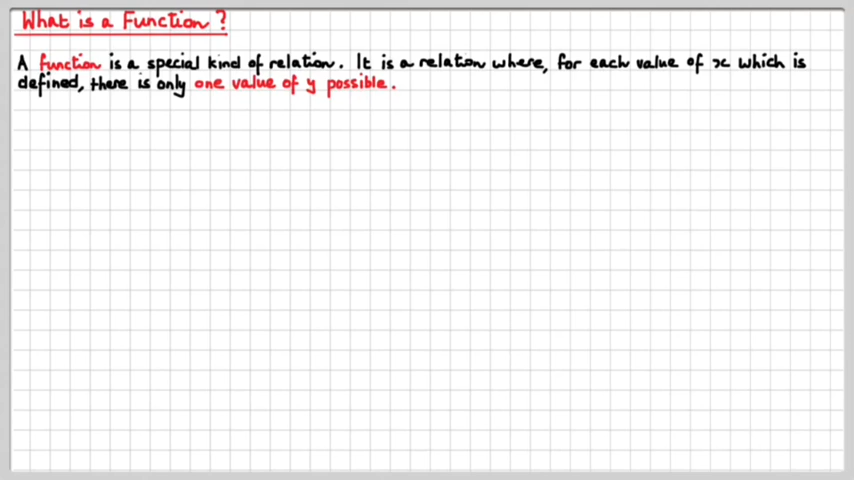 What is a Function?
A function is a special kind of relation. It is a relation where, for each value of x which is
defined, there is only one value of y possible.